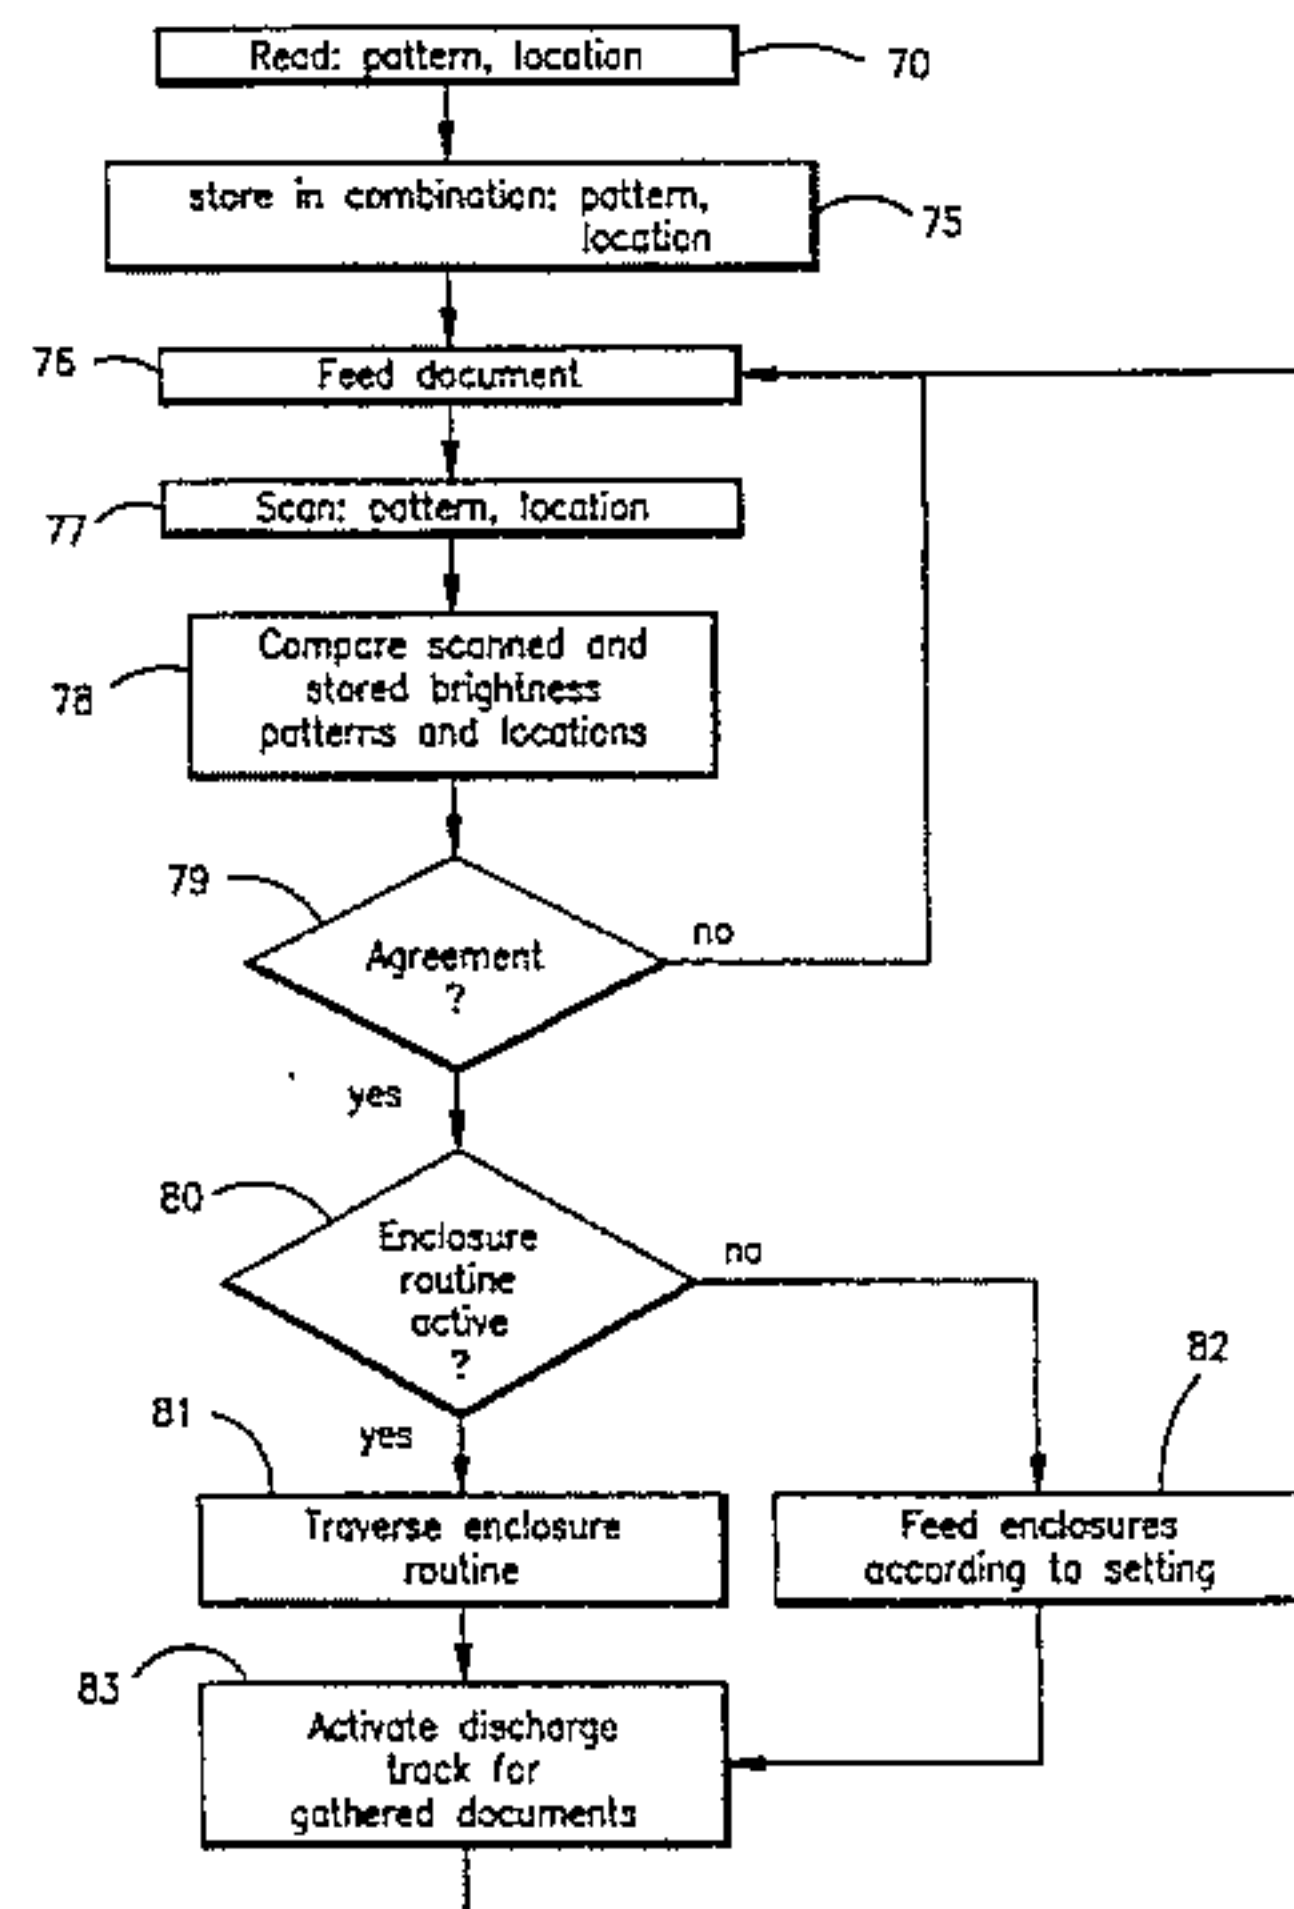 Read: pattern, location
70
store in combination: pattern,
location
75
76
Feed document
77
Scan: pattern, location
78
Compare scanned and
stored brightness
patterns and locations
79
Agreement
?
no
yes
80
Enclosure
routine
active
?
no
yes
81
Traverse enclosure
routine
82
Feed enclosures
according to setting
83
Activate discharge
track for
gathered documents